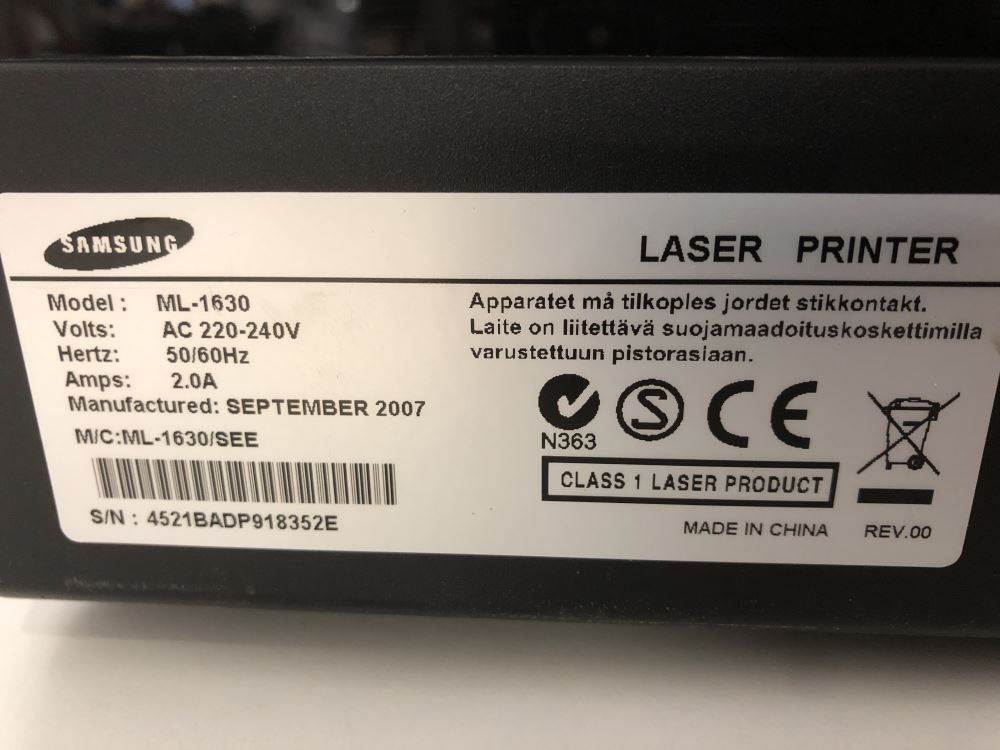 SAMSUNG
LASER PRINTER
Model : ML-1630
Volts: AC 220-240V
Hertz: 50/60Hz
Amps: 2.0A
Manufactured: SEPTEMBER 2007
M/C:ML-1630/SEE
S/N : 4521BADP918352E
Apparatet må tilkoples jordet stikkontakt.
Laite on liitettävä suojamaadoituskoskettimilla
varustettuun pistorasiaan.
N363
S
CE
CLASS 1 LASER PRODUCT
MADE IN CHINA
REV.00